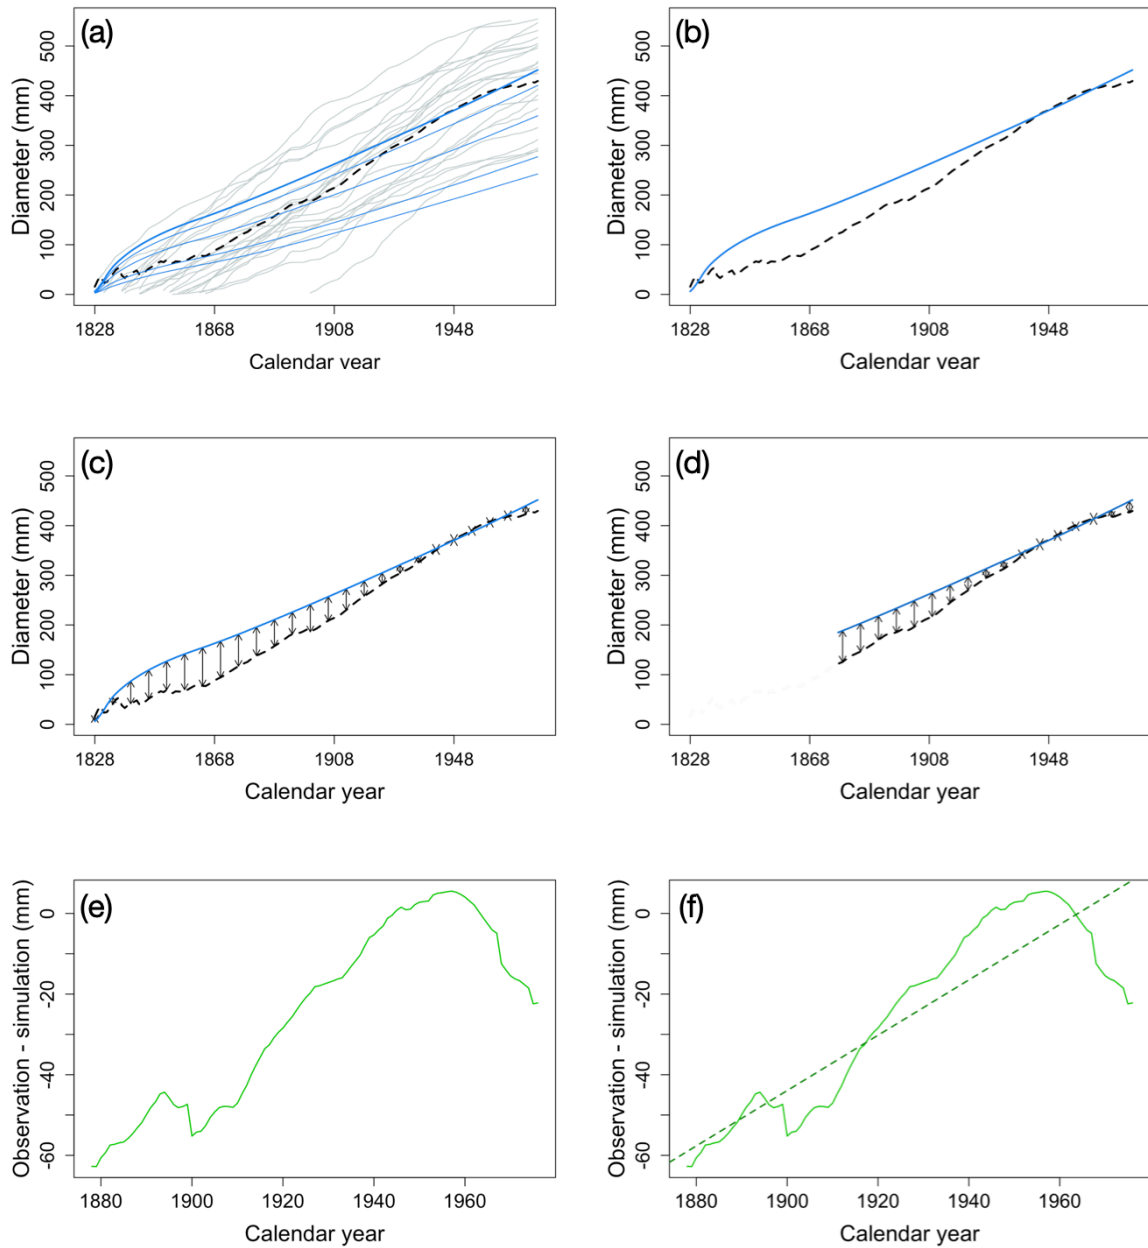 (a)
Diameter (mm)
0 100 200 300 400 500
1828 1868 1908 1948
Calendar vear
(b)
Diameter (mm)
0 100 200 300 400 500
1828 1868 1908 1948
Calendar vear
(c)
Diameter (mm)
0 100 200 300 400 500
1828 1868 1908 1948
Calendar year
(d)
Diameter (mm)
0 100 200 300 400 500
1828 1868 1908 1948
Calendar year
(e)
Observation - simulation (mm)
-60 -40 -20 0
1880 1900 1920 1940 1960
Calendar year
(f)
Observation - simulation (mm)
-60 -40 -20 0
1880 1900 1920 1940 1960
Calendar year